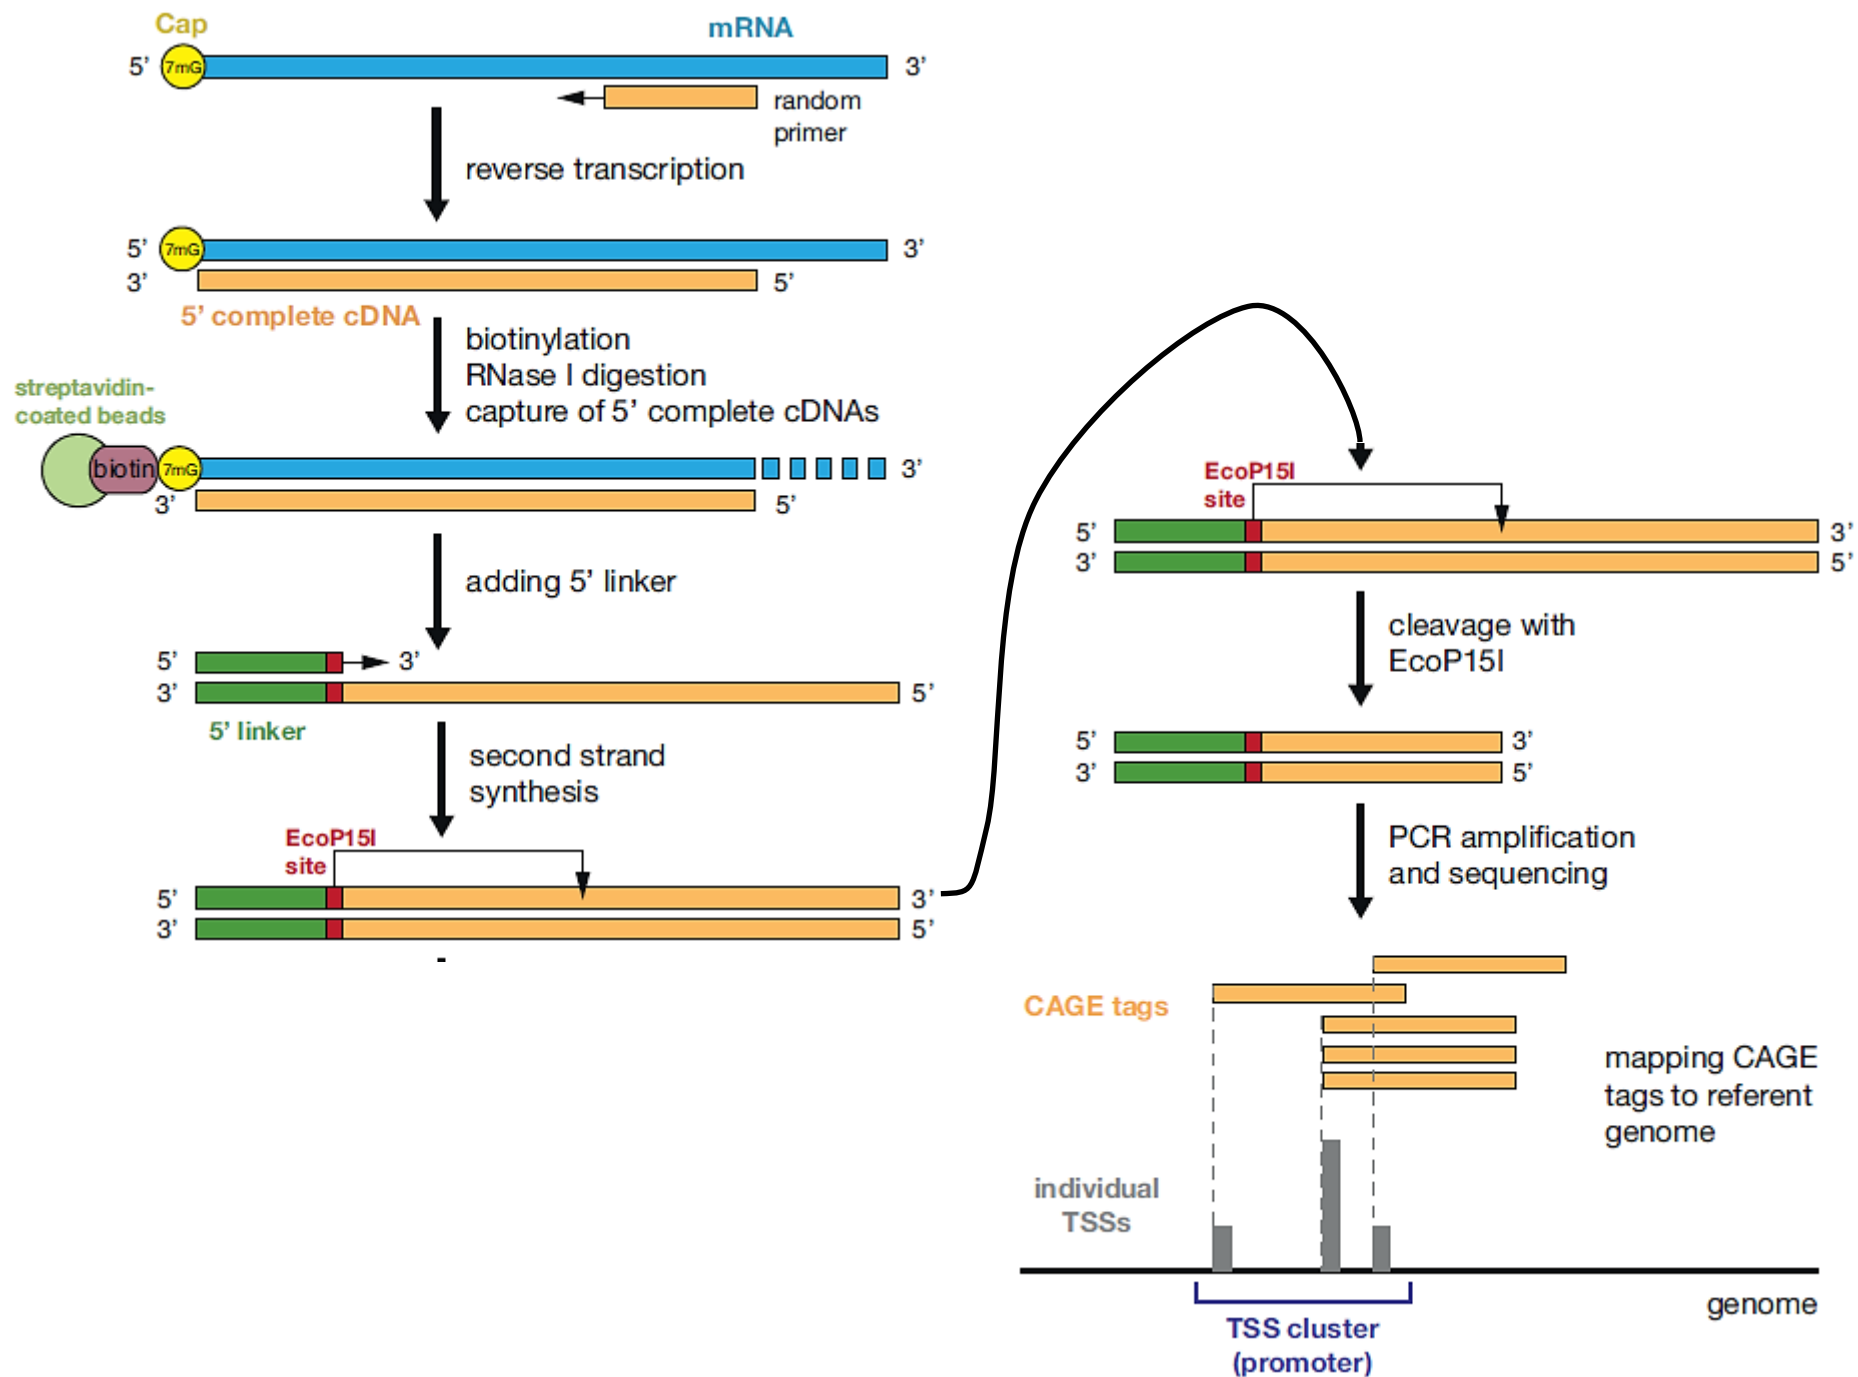 Cap
mRNA
5’
7mG
3’
random
primer
reverse transcription
5’
7mG
3’
3’
5’
5’ complete cDNA
biotinylation
RNase I digestion
capture of 5’ complete cDNAs
streptavidin-
coated beads
biotin
7mG
3’
3’
5’
adding 5’ linker
5’
3’
3’
5’
5’ linker
second strand
synthesis
EcoP15I
site
5’
3’
3’
5’
EcoP15I
site
5’
3’
3’
5’
cleavage with
EcoP15I
5’
3’
3’
5’
PCR amplification
and sequencing
CAGE tags
mapping CAGE
tags to referent
genome
individual
TSSs
genome
TSS cluster
(promoter)